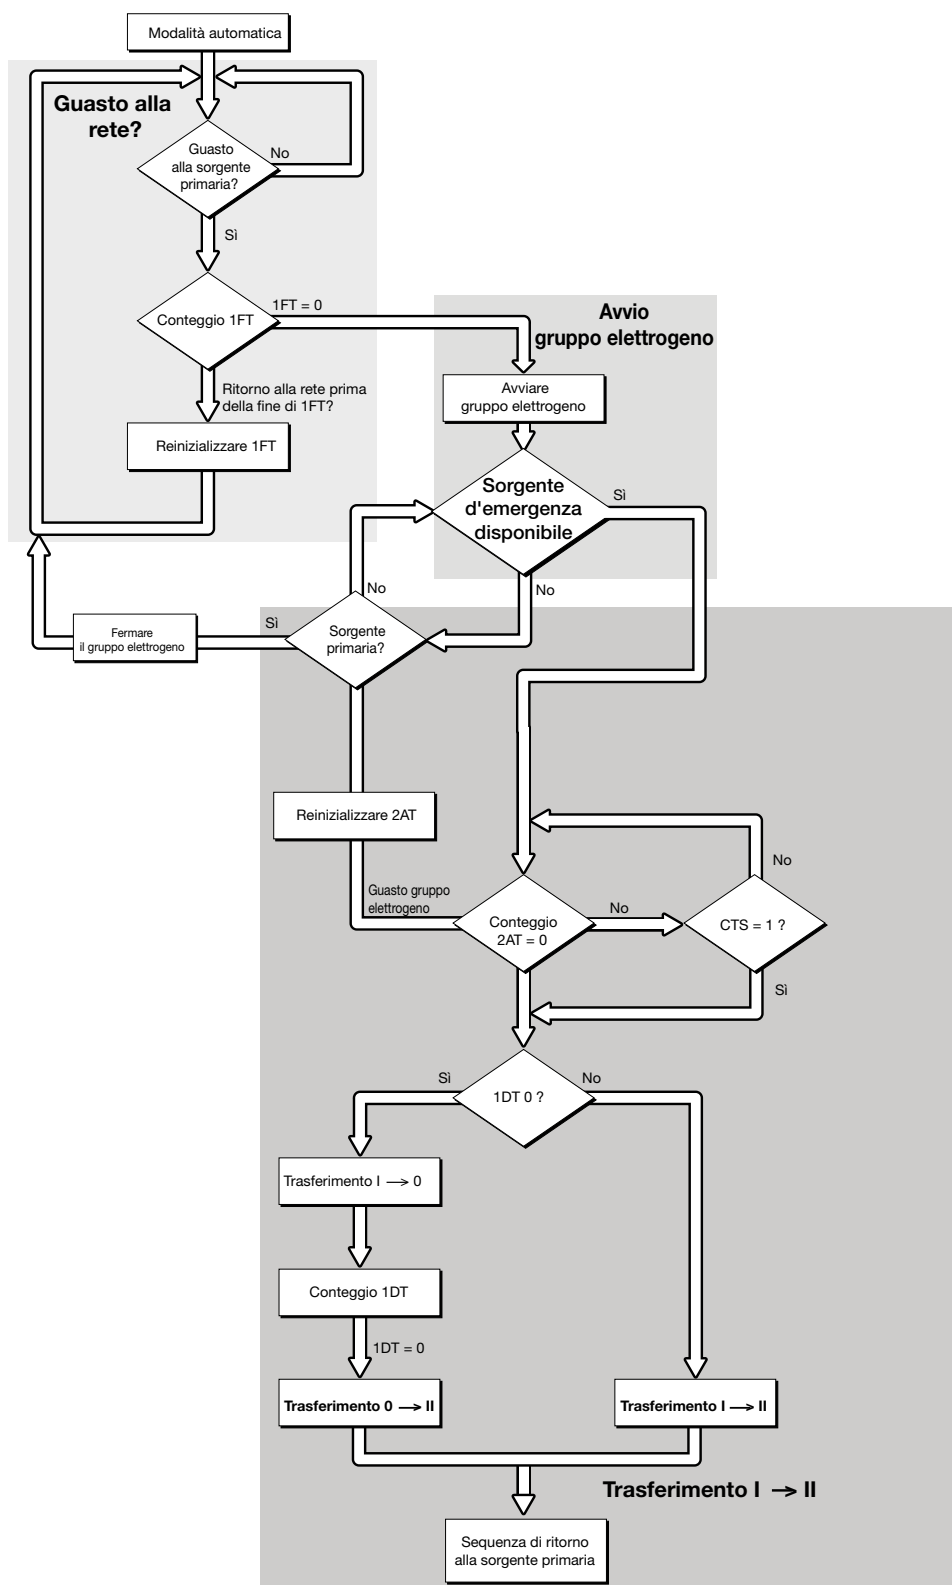 Modalità automatica
Guasto alla
rete?
Guasto
alla sorgente
primaria?
No
Sì
Conteggio 1FT
1FT = 0
Ritorno alla rete prima
della fine di 1FT?
Reinizializzare 1FT
Avvio
gruppo elettrogeno
Avviare
gruppo elettrogeno
Sorgente
d'emergenza
disponibile
Sì
No
No
Sì
Sorgente
primaria?
Fermare
il gruppo elettrogeno
Reinizializzare 2AT
Guasto gruppo
elettrogeno
Conteggio
2AT = 0
No
No
CTS = 1 ?
Sì
Sì
No
1DT 0 ?
Trasferimento I → 0
Conteggio 1DT
1DT = 0
Trasferimento 0 → II
Trasferimento I → II
Trasferimento I → II
Sequenza di ritorno
alla sorgente primaria